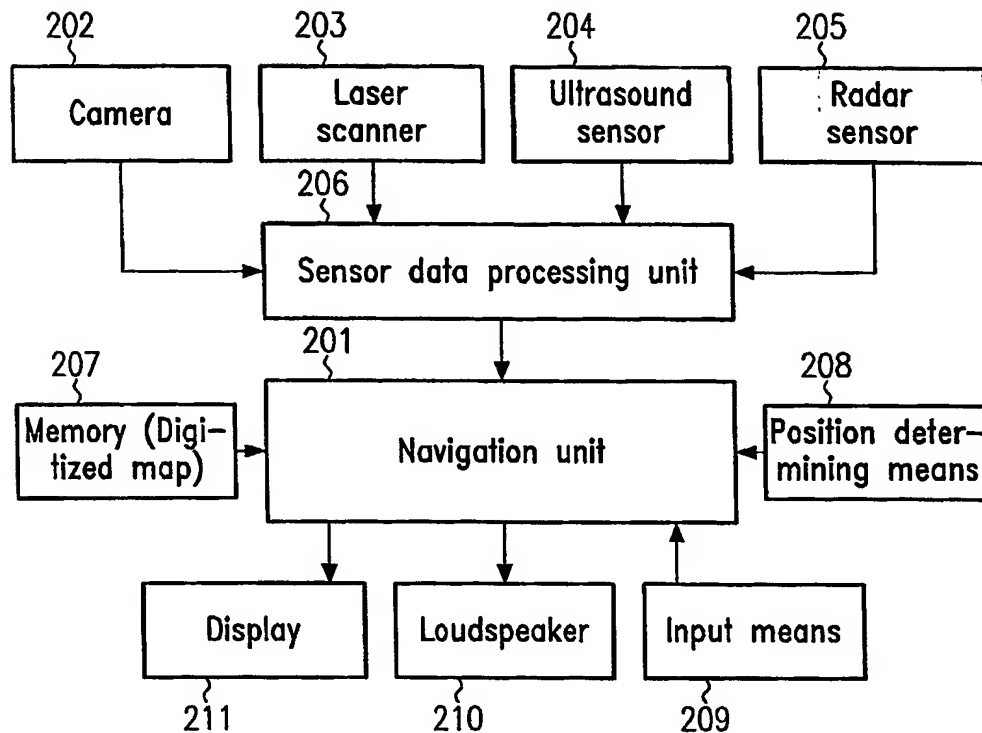 202
203
204
205
Camera
Laser
scanner
Ultrasound
sensor
Radar
sensor
206
Sensor data processing unit
207
201
208
Memory (Digi-
tized map)
Navigation unit
Position deter-
mining means
Display
Loudspeaker
Input means
211
210
209